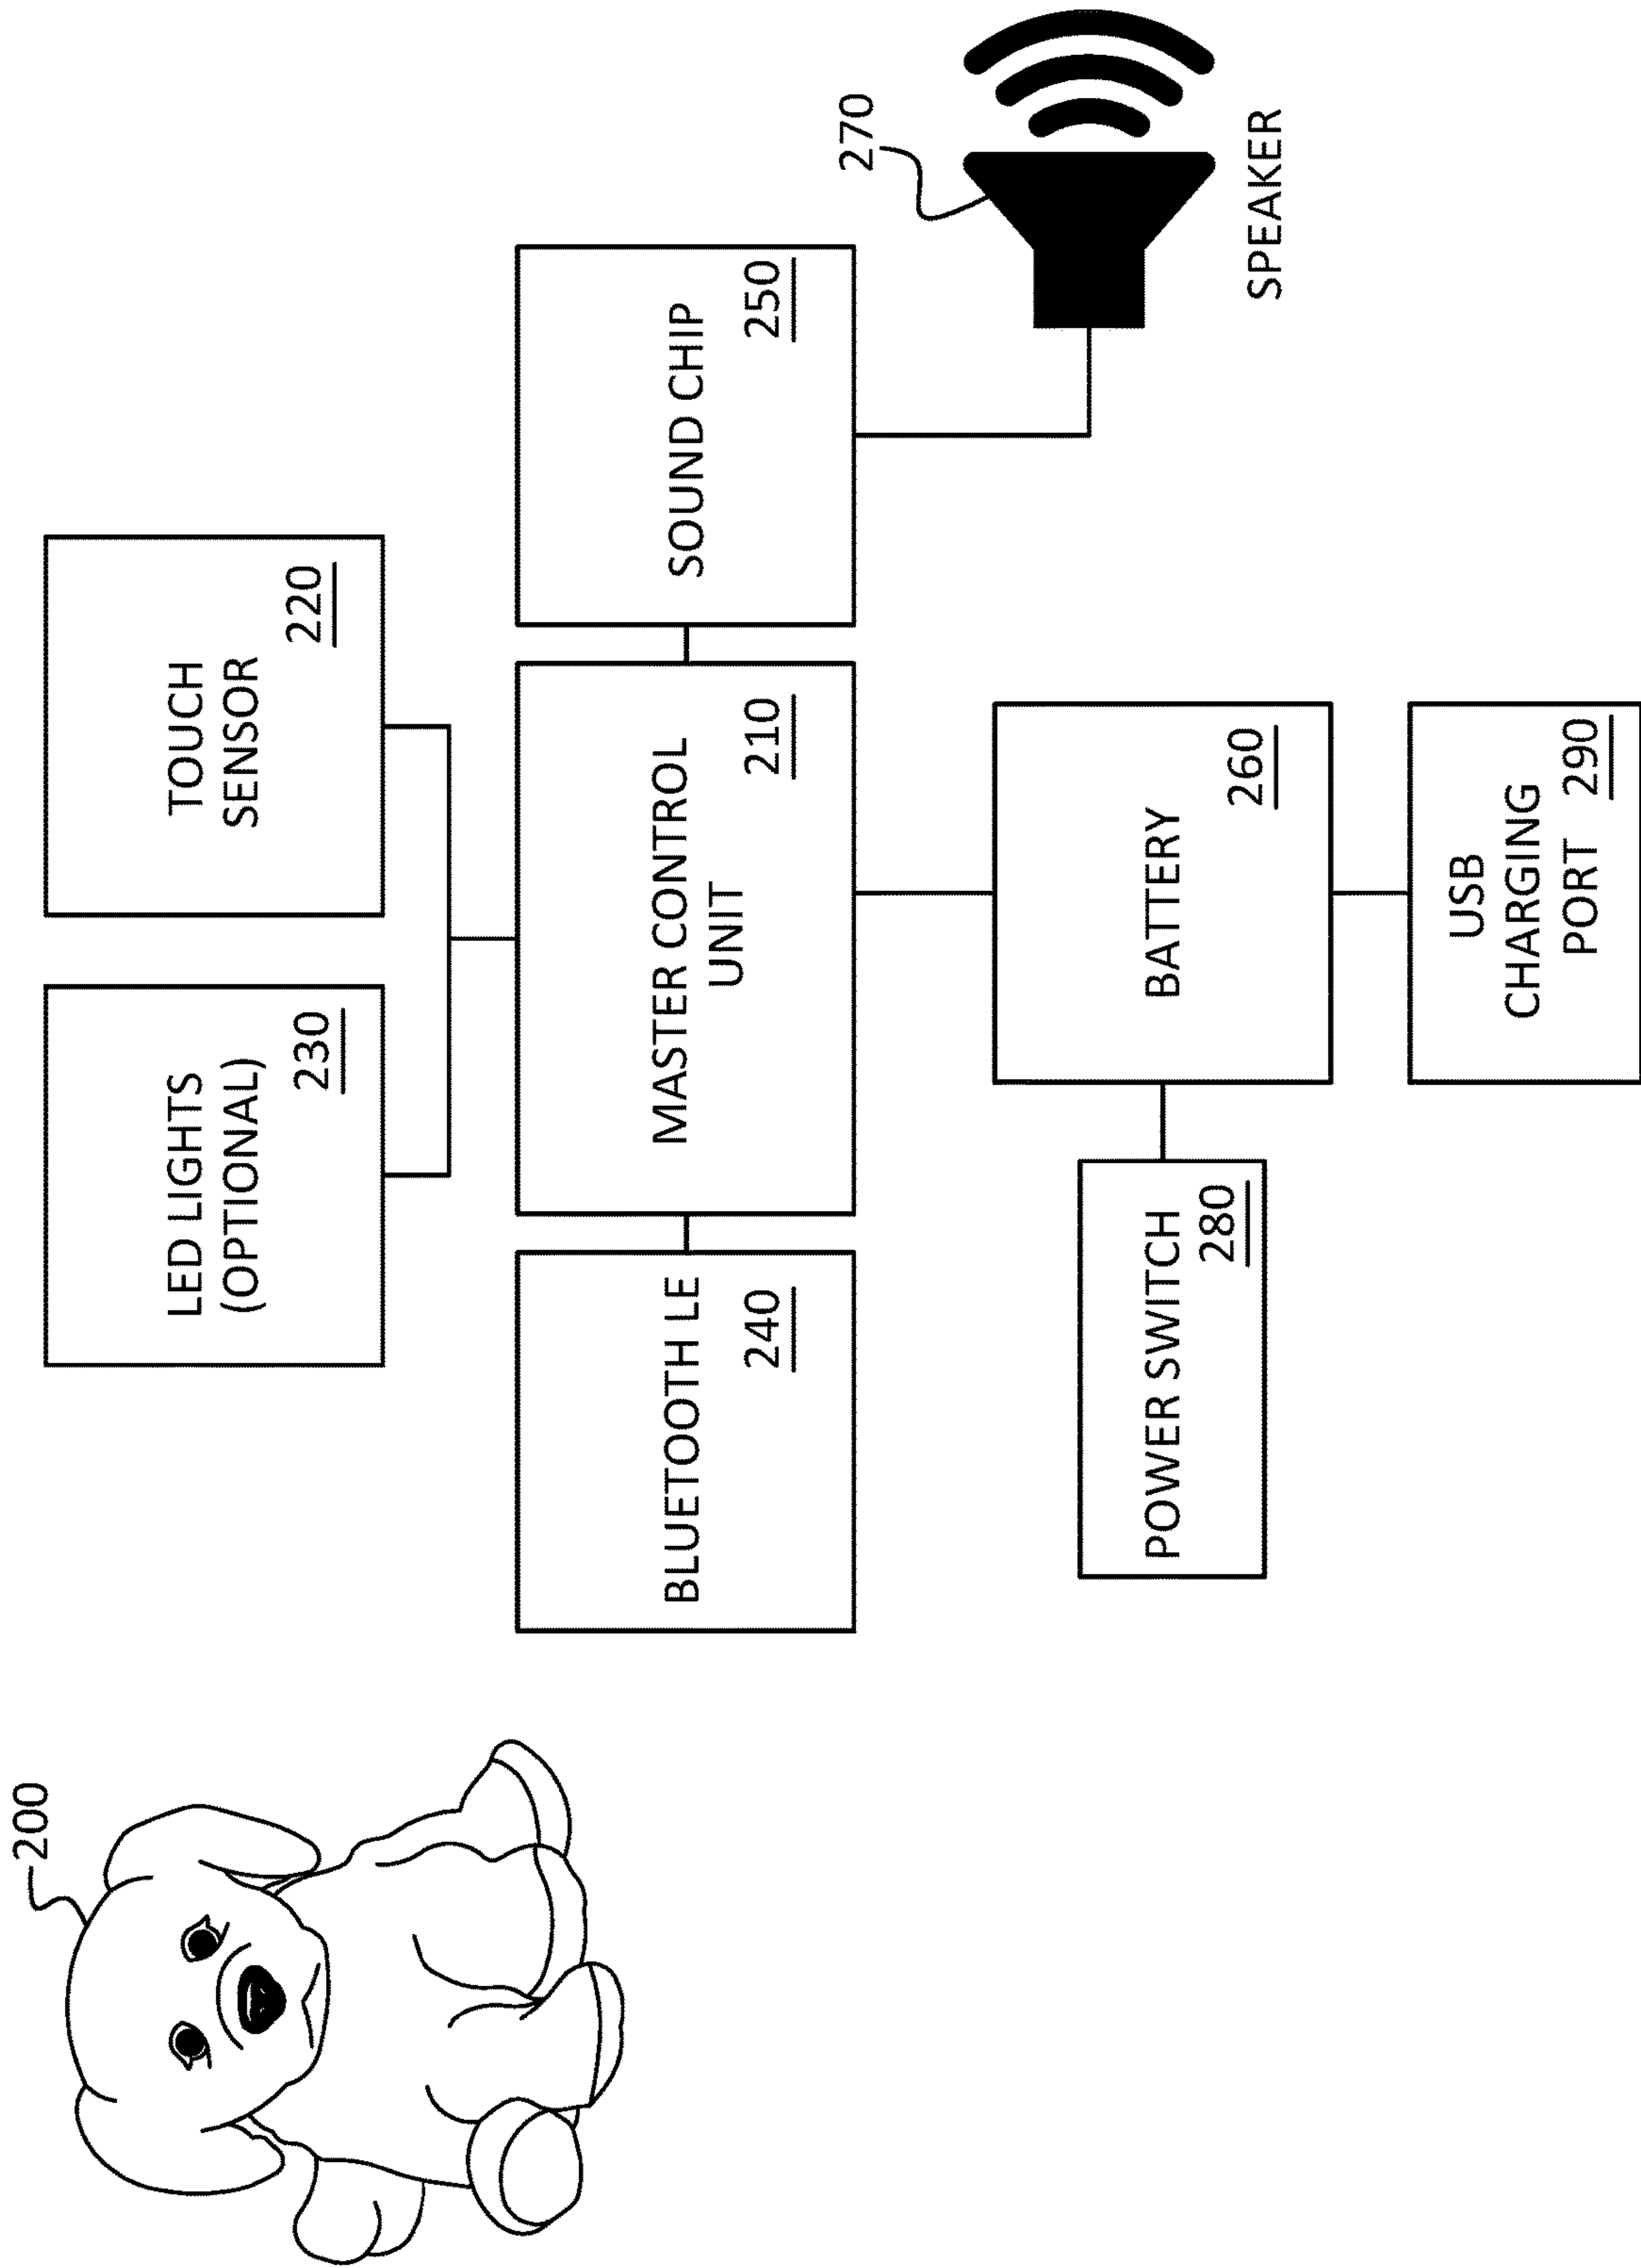 200
LED LIGHTS
(OPTIONAL)
230
TOUCH
SENSOR
220
BLUETOOTH LE
240
MASTER CONTROL
UNIT
210
SOUND CHIP
250
270
SPEAKER
POWER SWITCH
280
BATTERY
260
USB
CHARGING
PORT 290